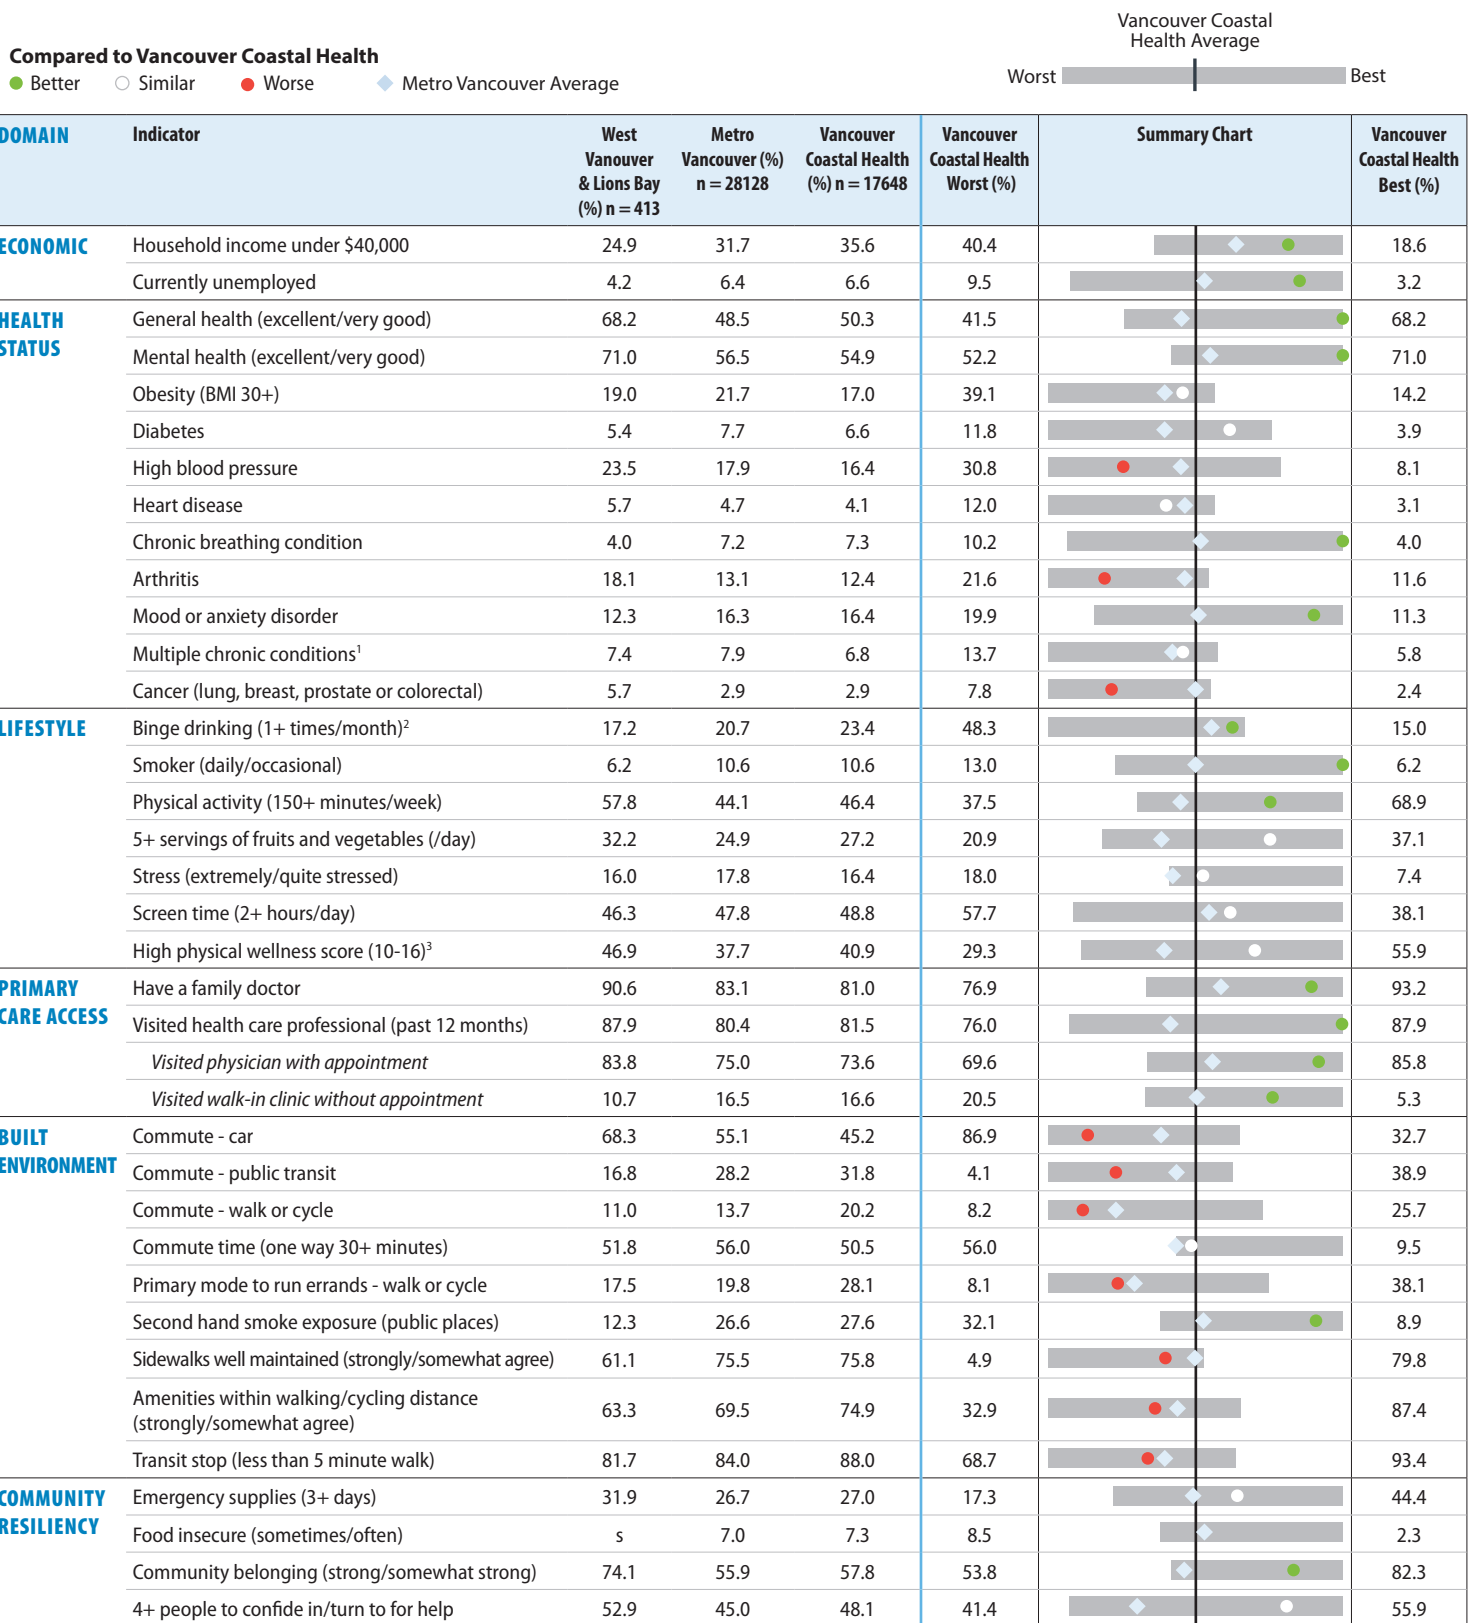 Vancouver Coastal
Health Average
Compared to Vancouver Coastal Health
Better Similar Worse Metro Vancouver Average
Worst Best
DOMAIN Indicator West Vanouver & Lions Bay (%) n = 413 Metro Vancouver (%) n = 28128 Vancouver Coastal Health (%) n = 17648 Vancouver Coastal Health Worst (%) Summary Chart Vancouver Coastal Health Best (%)
ECONOMIC Household income under $40,000 24.9 31.7 35.6 40.4 18.6
Currently unemployed 4.2 6.4 6.6 9.5 3.2
HEALTH STATUS General health (excellent/very good) 68.2 48.5 50.3 41.5 68.2
Mental health (excellent/very good) 71.0 56.5 54.9 52.2 71.0
Obesity (BMI 30+) 19.0 21.7 17.0 39.1 14.2
Diabetes 5.4 7.7 6.6 11.8 3.9
High blood pressure 23.5 17.9 16.4 30.8 8.1
Heart disease 5.7 4.7 4.1 12.0 3.1
Chronic breathing condition 4.0 7.2 7.3 10.2 4.0
Arthritis 18.1 13.1 12.4 21.6 11.6
Mood or anxiety disorder 12.3 16.3 16.4 19.9 11.3
Multiple chronic conditions1 7.4 7.9 6.8 13.7 5.8
Cancer (lung, breast, prostate or colorectal) 5.7 2.9 2.9 7.8 2.4
LIFESTYLE Binge drinking (1+ times/month)2 17.2 20.7 23.4 48.3 15.0
Smoker (daily/occasional) 6.2 10.6 10.6 13.0 6.2
Physical activity (150+ minutes/week) 57.8 44.1 46.4 37.5 68.9
5+ servings of fruits and vegetables (/day) 32.2 24.9 27.2 20.9 37.1
Stress (extremely/quite stressed) 16.0 17.8 16.4 18.0 7.4
Screen time (2+ hours/day) 46.3 47.8 48.8 57.7 38.1
High physical wellness score (10-16)3 46.9 37.7 40.9 29.3 55.9
PRIMARY CARE ACCESS Have a family doctor 90.6 83.1 81.0 76.9 93.2
Visited health care professional (past 12 months) 87.9 80.4 81.5 76.0 87.9
Visited physician with appointment 83.8 75.0 73.6 69.6 85.8
Visited walk-in clinic without appointment 10.7 16.5 16.6 20.5 5.3
BUILT ENVIRONMENT Commute - car 68.3 55.1 45.2 86.9 32.7
Commute - public transit 16.8 28.2 31.8 4.1 38.9
Commute - walk or cycle 11.0 13.7 20.2 8.2 25.7
Commute time (one way 30+ minutes) 51.8 56.0 50.5 56.0 9.5
Primary mode to run errands - walk or cycle 17.5 19.8 28.1 8.1 38.1
Second hand smoke exposure (public places) 12.3 26.6 27.6 32.1 8.9
Sidewalks well maintained (strongly/somewhat agree) 61.1 75.5 75.8 4.9 79.8
Amenities within walking/cycling distance
(strongly/somewhat agree) 63.3 69.5 74.9 32.9 87.4
Transit stop (less than 5 minute walk) 81.7 84.0 88.0 68.7 93.4
COMMUNITY RESILIENCY Emergency supplies (3+ days) 31.9 26.7 27.0 17.3 44.4
Food insecure (sometimes/often) s 7.0 7.3 8.5 2.3
Community belonging (strong/somewhat strong) 74.1 55.9 57.8 53.8 82.3
4+ people to confide in/turn to for help 52.9 45.0 48.1 41.4 55.9